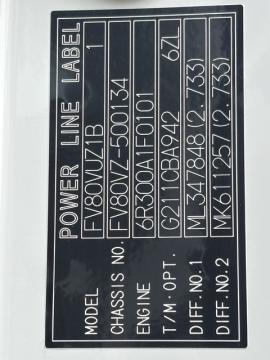 POWER LINE LABEL
MODEL FV80VUZ1B 1
CHASSIS NO. FV80VZ-500134
ENGINE 6R300A1F0101
T/M·OPT. G211CBA942 6ZL
DIFF.NO.1 ML347848(2.733)
DIFF.NO.2 MK611257(2.733)